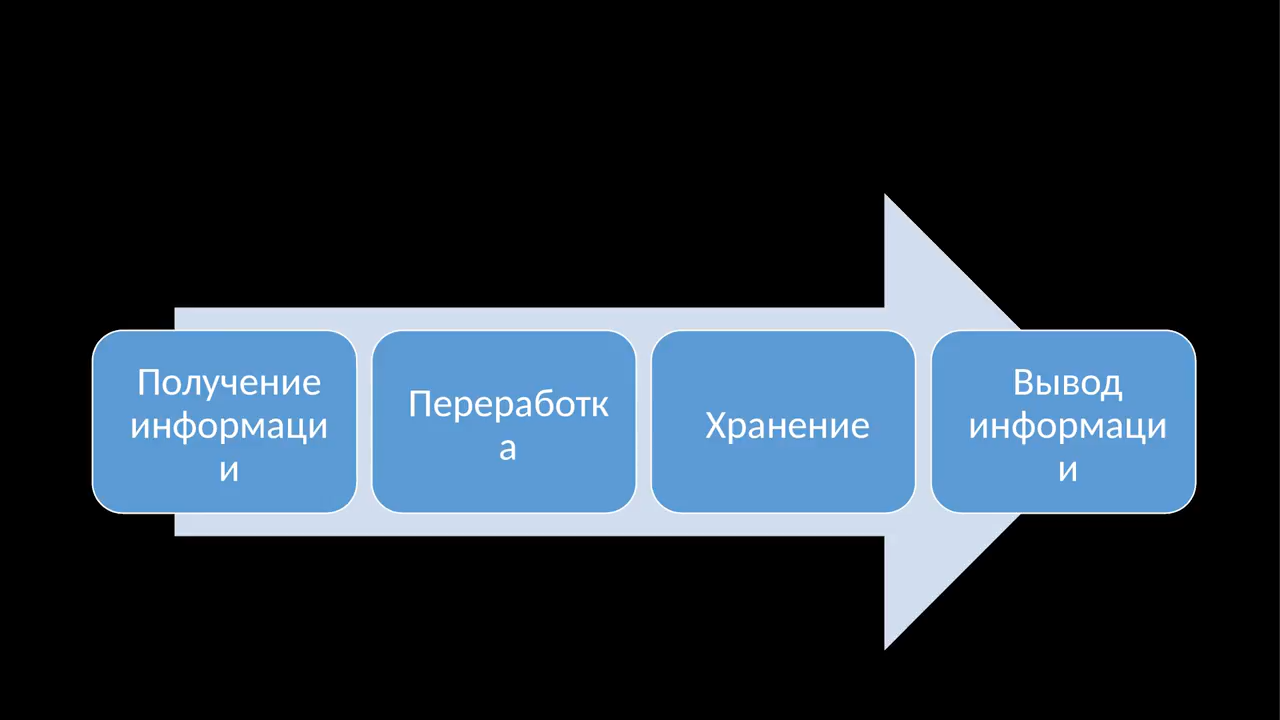 Получение
информаци
и
Переработк
а
Хранение
Вывод
информаци
и